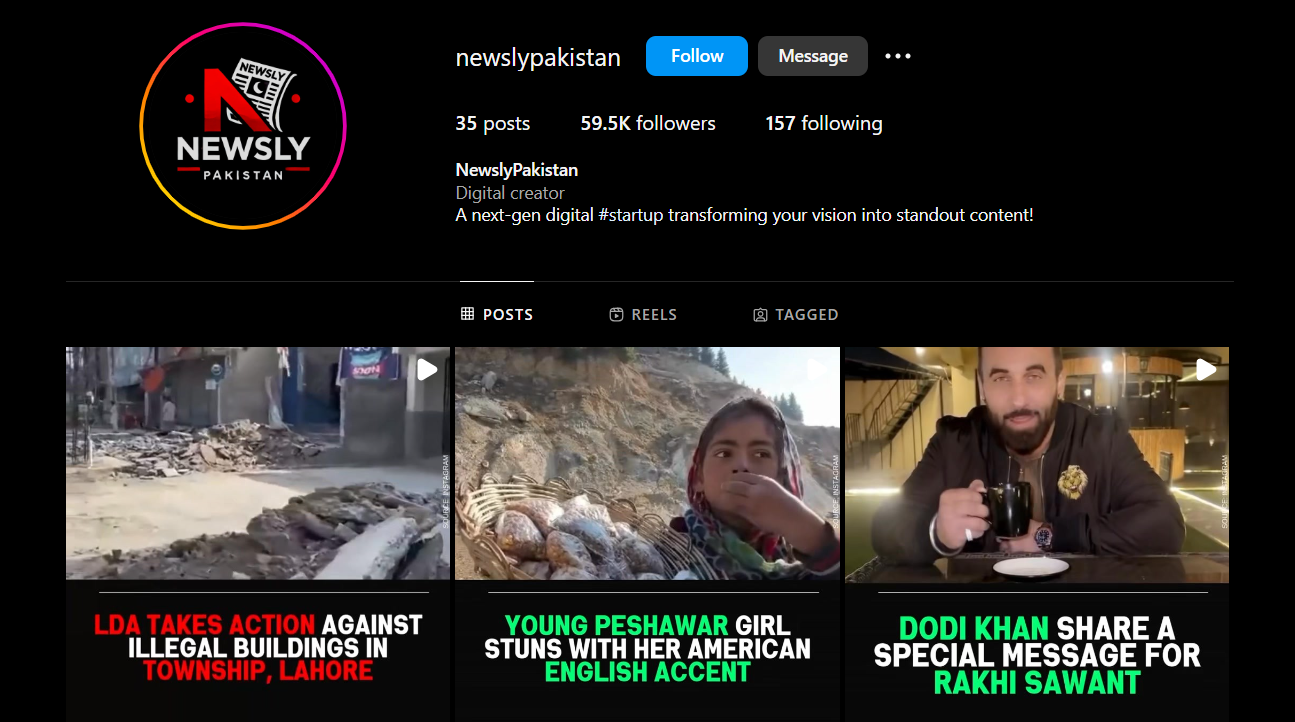 newslypakistan Follow Message
NEWSLY
NEWSLY
PAKISTAN
35 posts 59.5K followers 157 following
NewslyPakistan
Digital creator
A next-gen digital #startup transforming your vision into standout content!
POSTS REELS TAGGED
SOON
SOURCE: INSTAGRAM
LDA TAKES ACTION AGAINST
ILLEGAL BUILDINGS IN
TOWNSHIP, LAHORE
SOURCE: INSTAGRAM
YOUNG PESHAWAR GIRL
STUNS WITH HER AMERICAN
ENGLISH ACCENT
SOURCE: INSTAGRAM
DODI KHAN SHARE A
SPECIAL MESSAGE FOR
RAKHI SAWANT